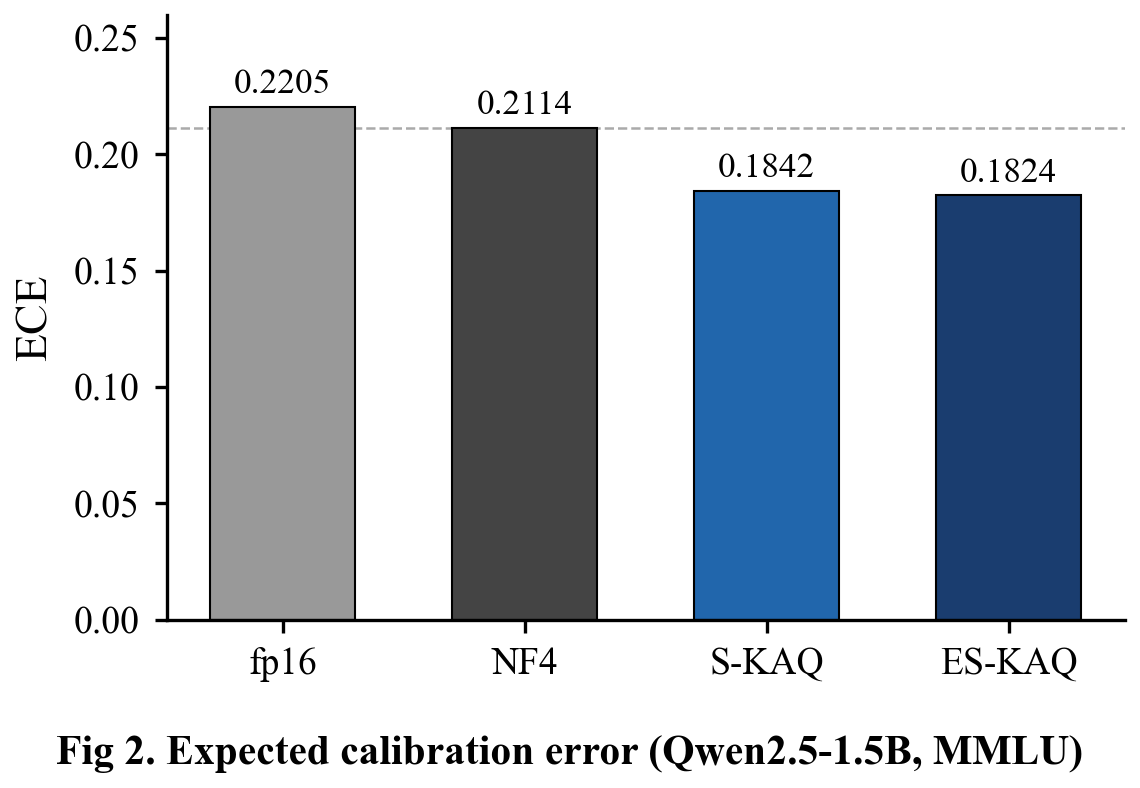 0.25
0.20
0.15
0.10
0.05
0.00
ECE
0.2205
0.2114
0.1842
0.1824
fp16
NF4
S-KAQ
ES-KAQ
Fig 2. Expected calibration error (Qwen2.5-1.5B, MMLU)